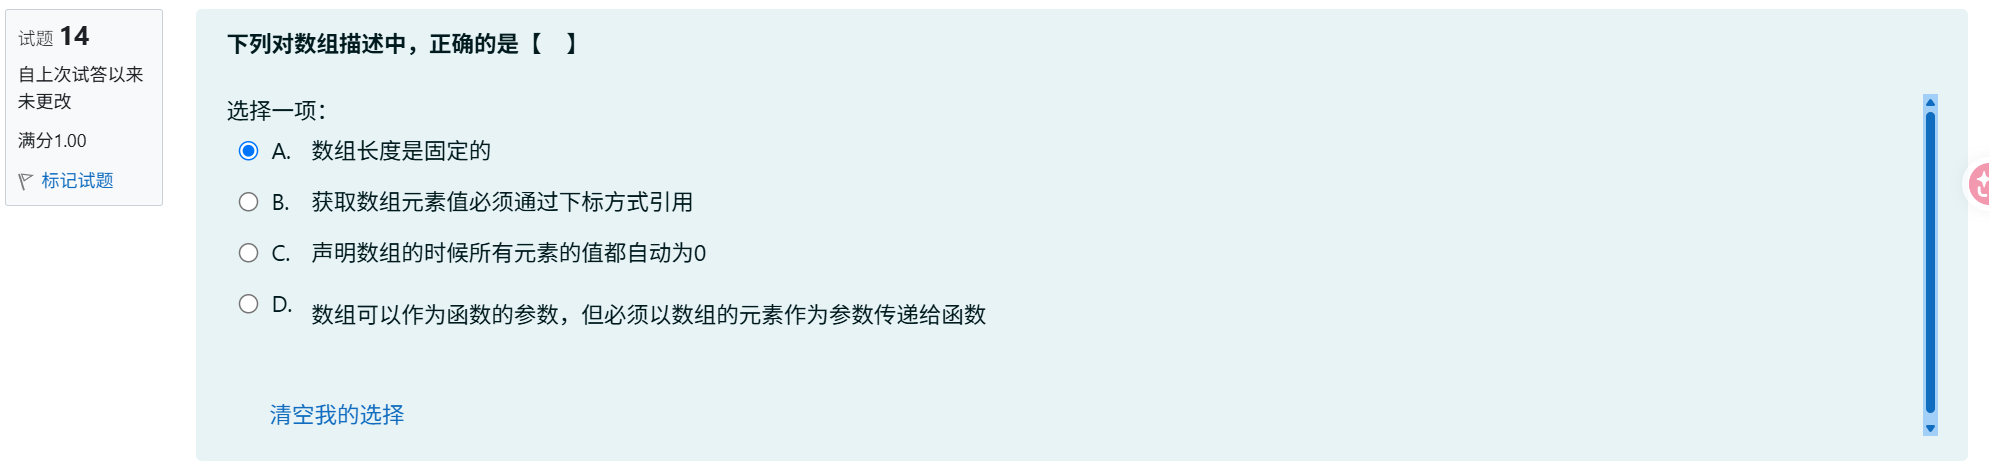 试题 14
自上次试答以来
未更改
满分1.00
标记试题
下列对数组描述中，正确的是【 】
选择一项：
A. 数组长度是固定的
B. 获取数组元素值必须通过下标方式引用
C. 声明数组的时候所有元素的值都自动为0
D. 数组可以作为函数的参数，但必须以数组的元素作为参数传递给函数
清空我的选择